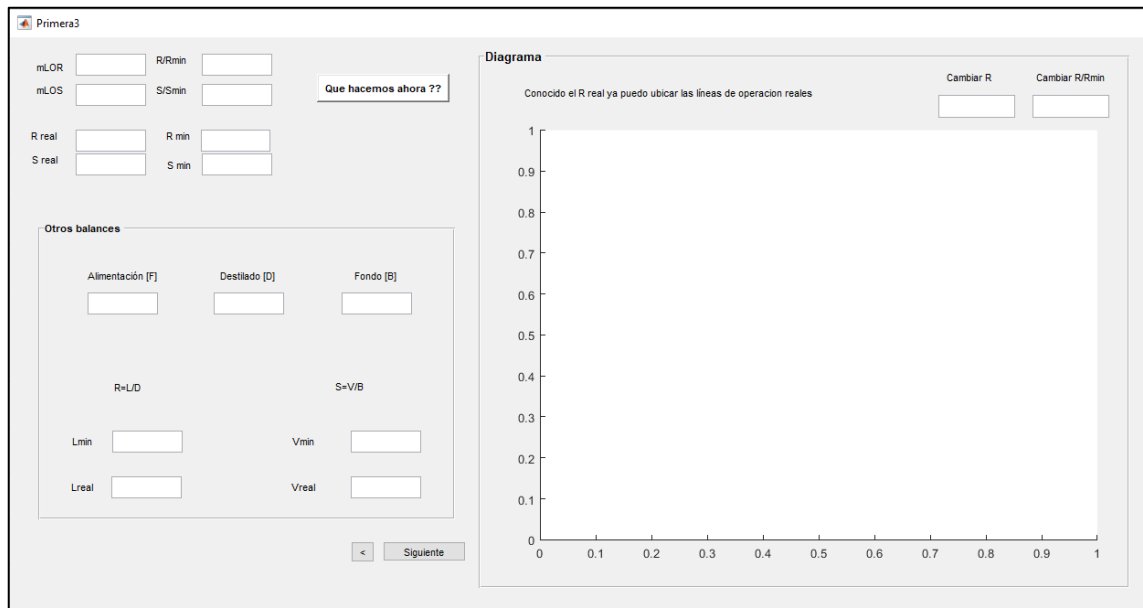 Primera3
mLOR
R/Rmin
mLOS
S/Smin
Que hacemos ahora ??
R real
R min
S real
S min
Otros balances
Alimentación [F]
Destilado [D]
Fondo [B]
R=L/D
S=V/B
Lmin
Vmin
Lreal
Vreal
<
Siguiente
Diagrama
Cambiar R
Cambiar R/Rmin
Conocido el R real ya puedo ubicar las líneas de operacion reales
1
0.9
0.8
0.7
0.6
0.5
0.4
0.3
0.2
0.1
0
0 0.1 0.2 0.3 0.4 0.5 0.6 0.7 0.8 0.9 1